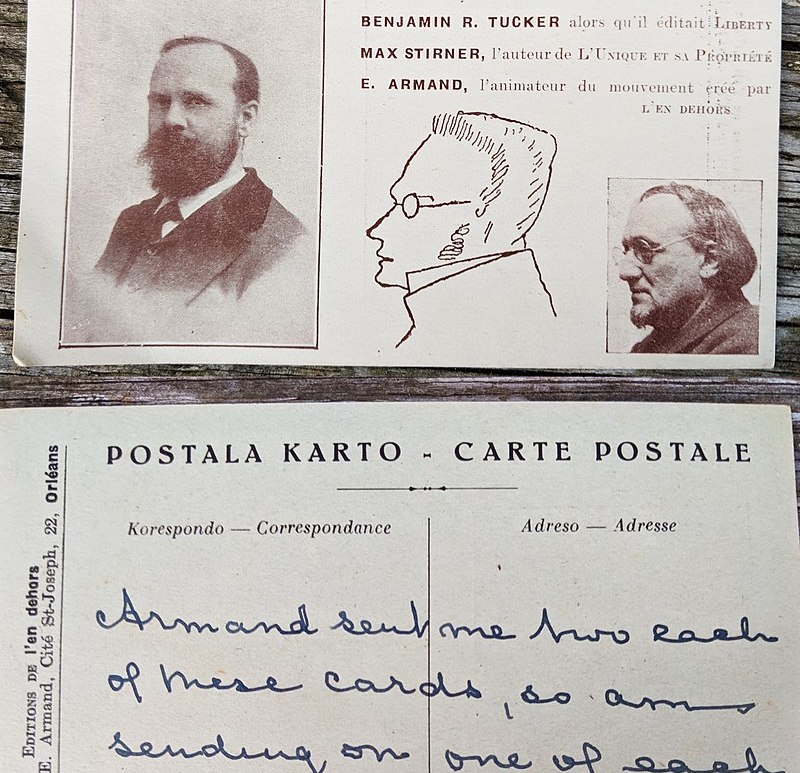 BENJAMIN R. TUCKER alors qu'il éditait LIBERTY
MAX STIRNER, l'auteur de L'UNIQUE ET SA PROPRIÉTÉ
E. ARMAND, l'animateur du mouvement créé par
L'EN DEHORS.
POSTALA KARTO - CARTE POSTALE
Korespondo — Correspondance
Adreso — Adresse
EDITIONS DE l'en dehors
E. Armand, Cité St-Joseph, 22, Orléans
Armand sent me two each
of these cards, so am
sending on one of each